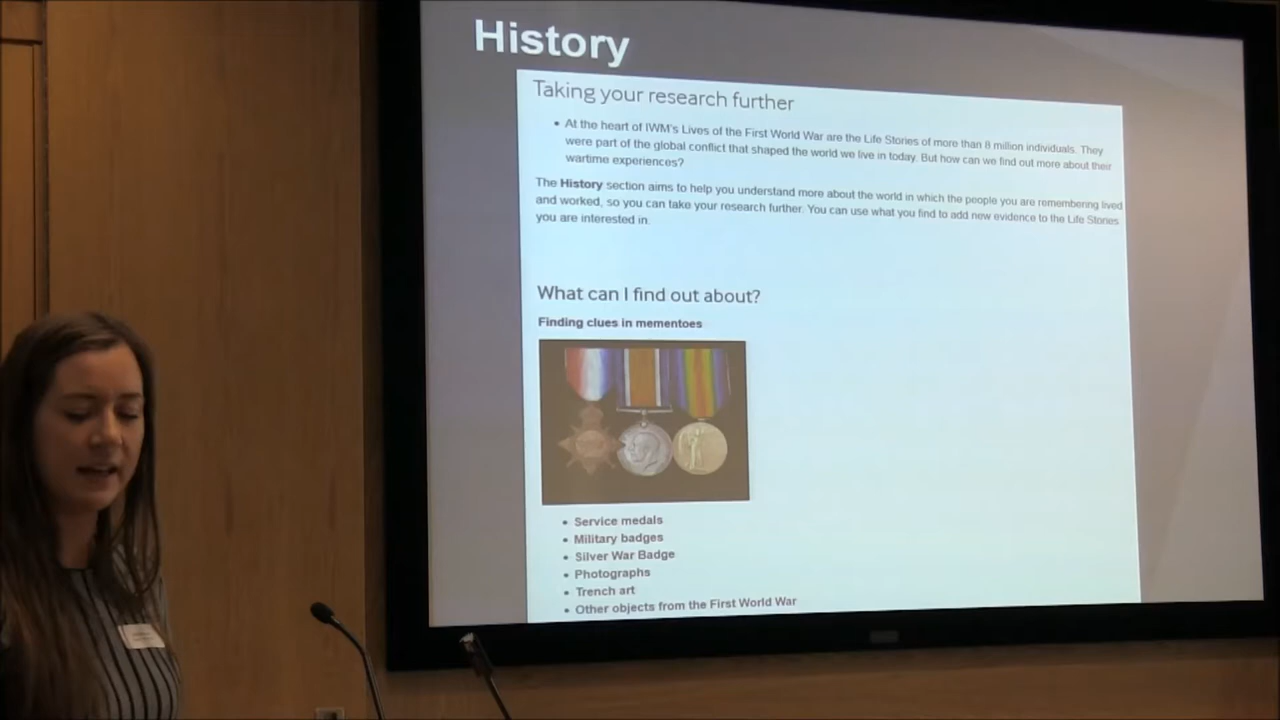 History
Taking your research further
• At the heart of IWM's Lives of the First World War are the Life Stories of more than 8 million individuals. They
were part of the global conflict that shaped the world we live in today. But how can we find out more about their
wartime experiences?
The History section aims to help you understand more about the world in which the people you are remembering lived
and worked, so you can take your research further. You can use what you find to add new evidence to the Life Stories
you are interested in.
What can I find out about?
Finding clues in mementoes
• Service medals
• Military badges
• Silver War Badge
• Photographs
• Trench art
• Other objects from the First World War